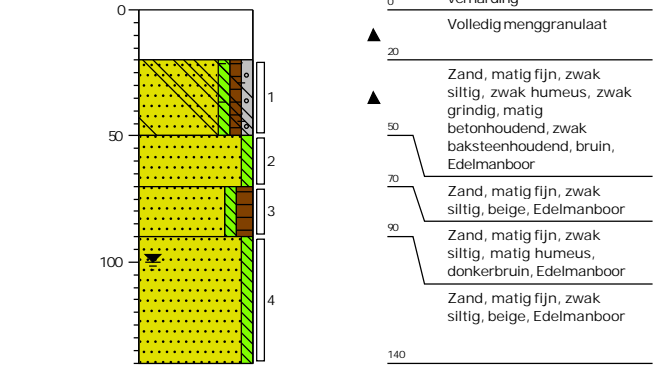 0
50
100
1
2
3
4
0
verharding
Volledig menggranulaat
20
Zand, matig fijn, zwak
siltig, zwak humeus, zwak
grindig, matig
betonhoudend, zwak
baksteenhoudend, bruin,
Edelmanboor
50
70
Zand, matig fijn, zwak
siltig, beige, Edelmanboor
90
Zand, matig fijn, zwak
siltig, matig humeus,
donkerbruin, Edelmanboor
Zand, matig fijn, zwak
siltig, beige, Edelmanboor
140